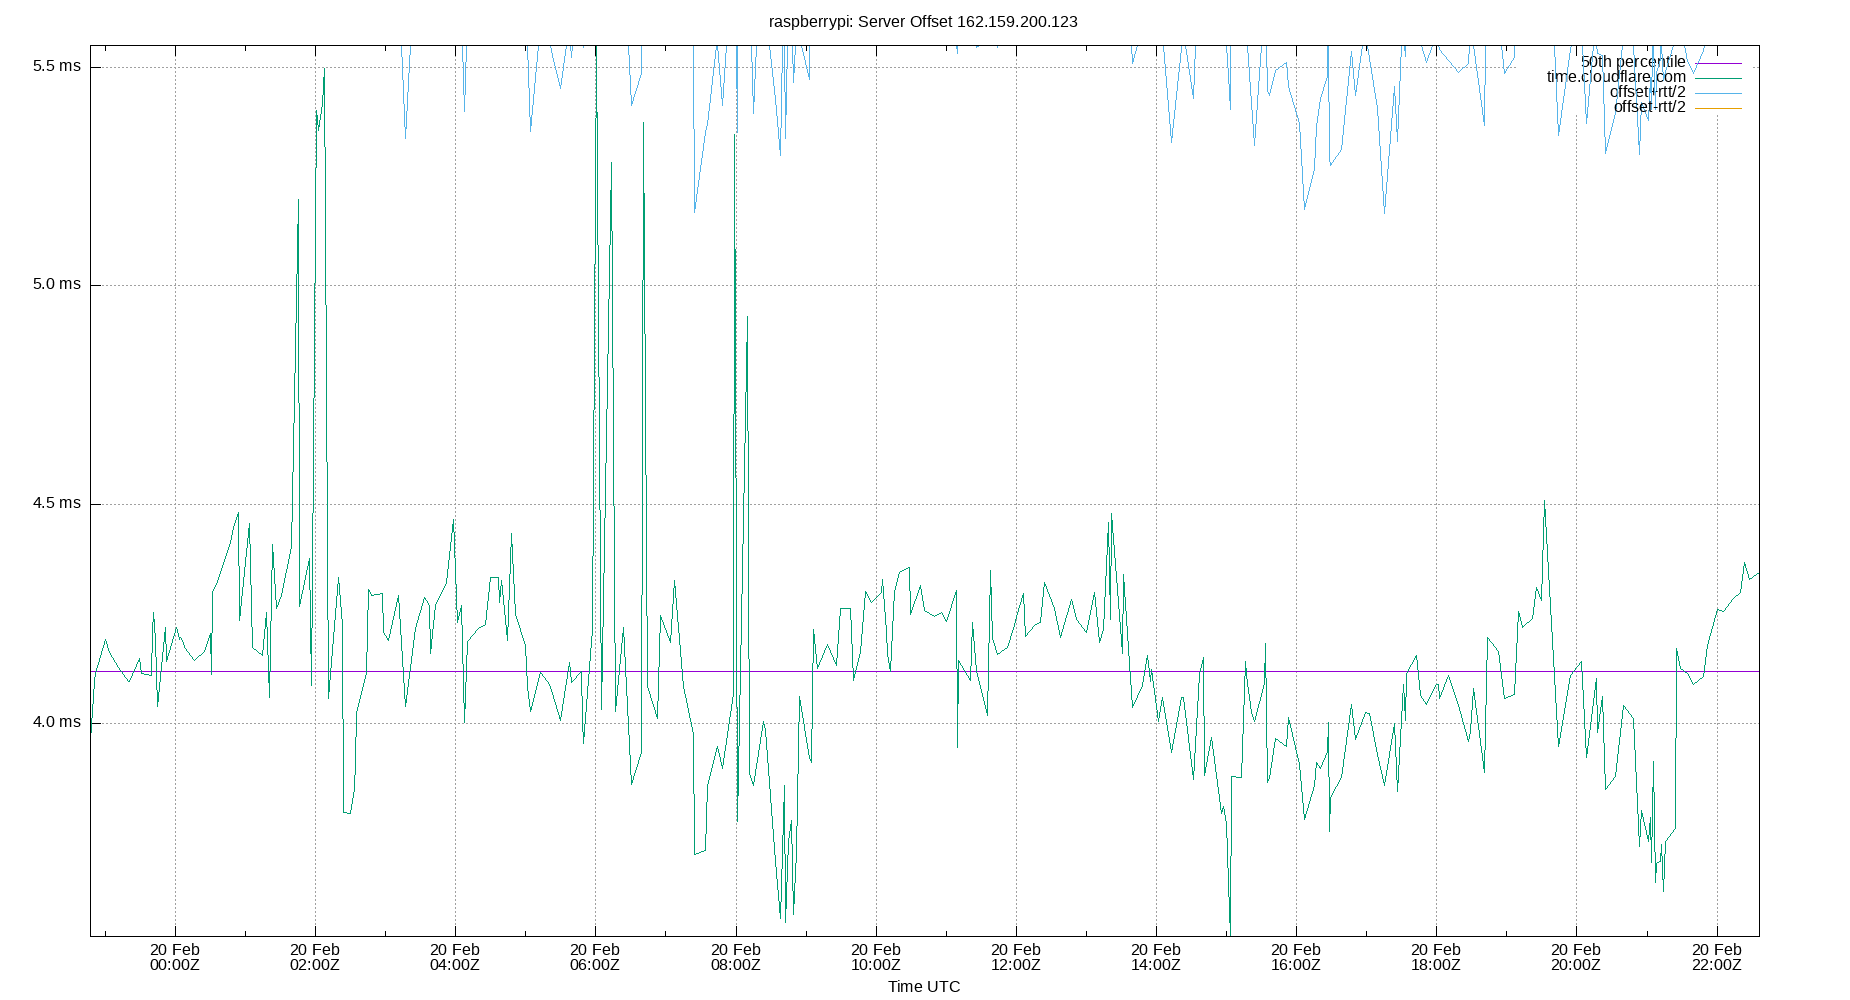 raspberrypi: Server Offset 162.159.200.123
5.5 ms
5.0 ms
4.5 ms
4.0 ms
50th percentile
time.cloudflare.com
offset+rtt/2
offset-rtt/2
20 Feb 20 Feb 20 Feb 20 Feb 20 Feb 20 Feb 20 Feb 20 Feb 20 Feb 20 Feb 20 Feb 20 Feb
00:00Z 02:00Z 04:00Z 06:00Z 08:00Z 10:00Z 12:00Z 14:00Z 16:00Z 18:00Z 20:00Z 22:00Z
Time UTC